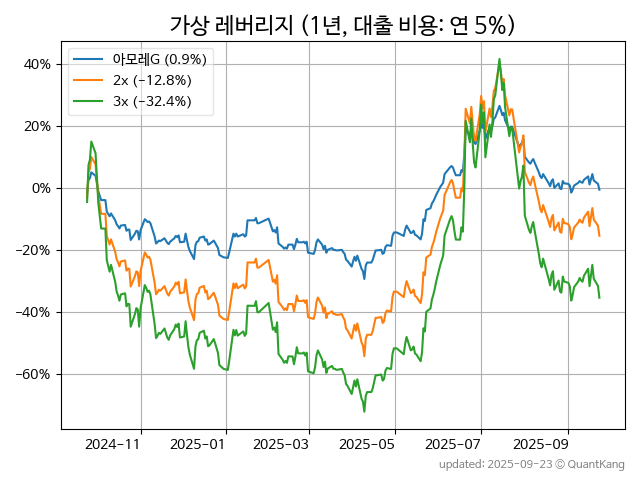 가상 레버리지 (1년, 대출 비용: 연 5%)
아모레G (0.9%)
2x (−12.8%)
3x (−32.4%)
40%
20%
0%
−20%
−40%
−60%
2024-11
2025-01
2025-03
2025-05
2025-07
2025-09
updated: 2025-09-23 © QuantKang